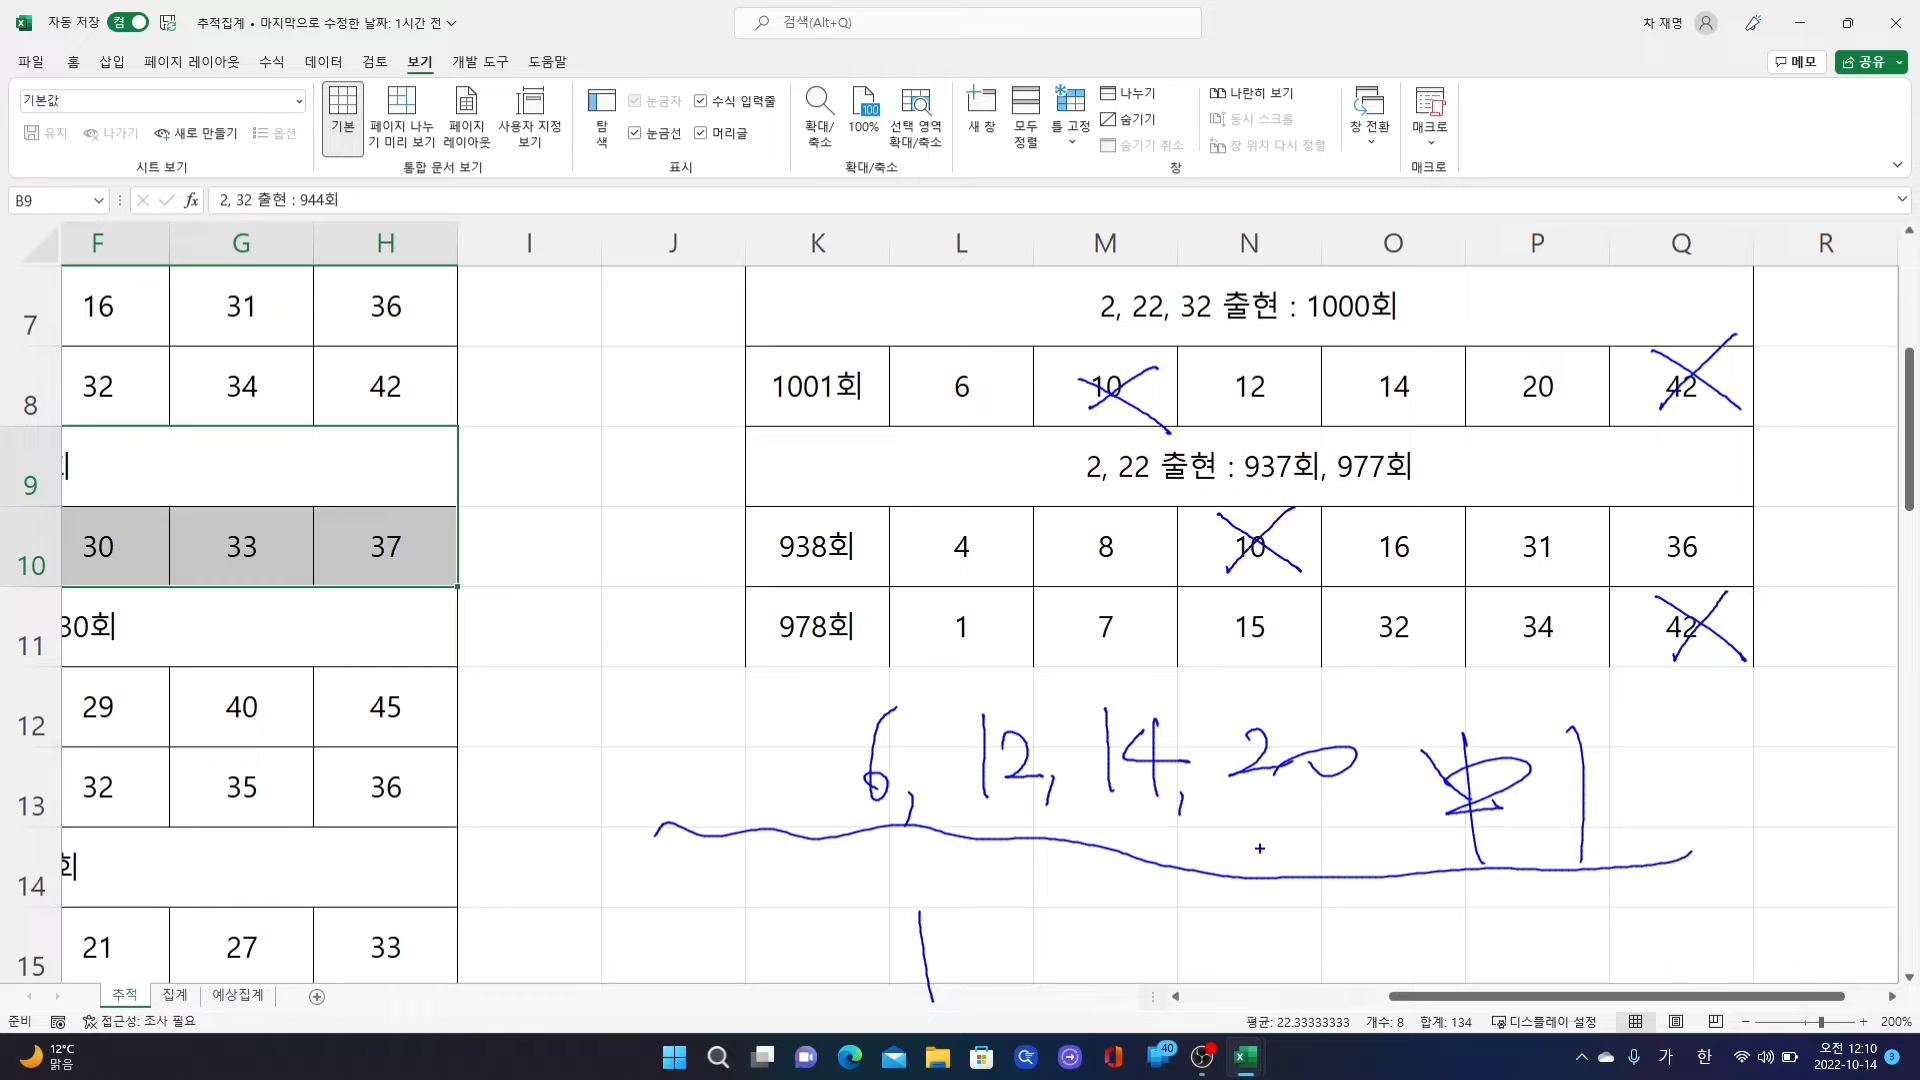 자동 저장 켬 추적집계 • 마지막으로 수정한 날짜: 1시간 전 검색(Alt+Q) 차 재명
파일 홈 삽입 페이지 레이아웃 수식 데이터 검토 보기 개발 도구 도움말 메모 공유
기본값
유지 나가기 새로 만들기 옵션
시트 보기
기본
페이지 나누기 미리 보기
페이지 레이아웃
사용자 지정 보기
통합 문서 보기
탐색
눈금자 수식 입력줄
눈금선 머리글
표시
확대/축소
100
100%
선택 영역 확대/축소
확대/축소
새 창
모두 정렬
틀 고정
나누기
숨기기
숨기기 취소
나란히 보기
동시 스크롤
창 위치 다시 정렬
창 전환
창
매크로
매크로
B9 fx 2, 32 출현 : 944회
F G H I J K L M N O P Q R
7 16 31 36 2, 22, 32 출현 : 1000회
8 32 34 42 1001회 6 10 12 14 20 42
9 회 2, 22 출현 : 937회, 977회
10 30 33 37 938회 4 8 10 16 31 36
11 30회 978회 1 7 15 32 34 42
12 29 40 45
13 32 35 36
6, 12, 14, 20
14 회
15 21 27 33
추적 집계 예상집계
준비 접근성: 조사 필요 평균: 22.33333333 개수: 8 합계: 134 디스플레이 설정 200%
12°C
맑음
40
가 한
오전 12:10
2022-10-14
3